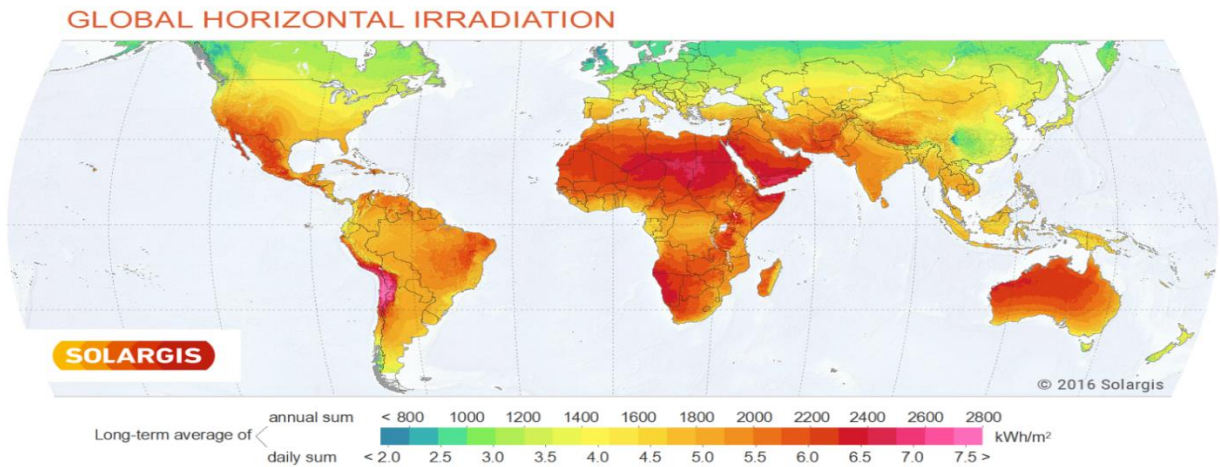 GLOBAL HORIZONTAL IRRADIATION
SOLARGIS
© 2016 Solargis
annual sum < 800 1000 1200 1400 1600 1800 2000 2200 2400 2600 2800
Long-term average of kWh/m²
daily sum < 2.0 2.5 3.0 3.5 4.0 4.5 5.0 5.5 6.0 6.5 7.0 7.5 >